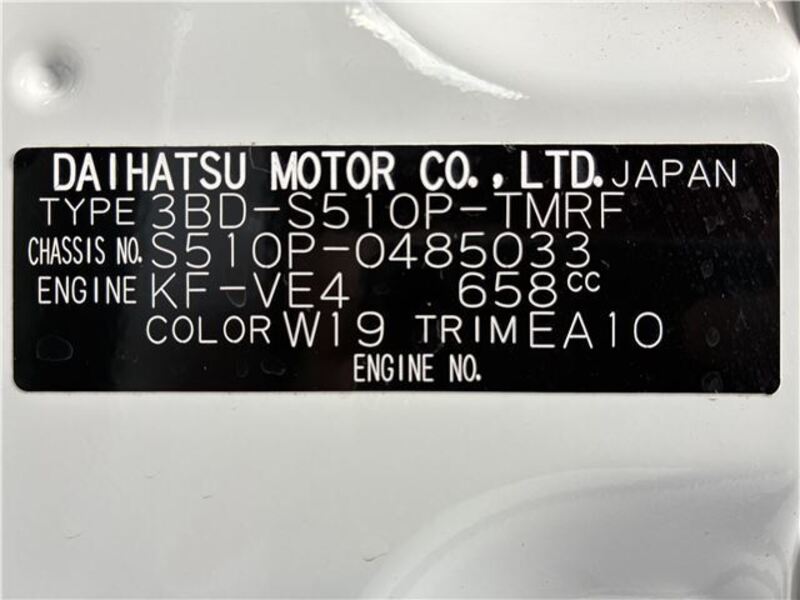 DAIHATSU MOTOR CO., LTD. JAPAN
TYPE 3BD-S510P-TMRF
CHASSIS NO. S510P-0485033
ENGINE KF-VE4 658cc
COLOR W19 TRIM EA10
ENGINE NO.